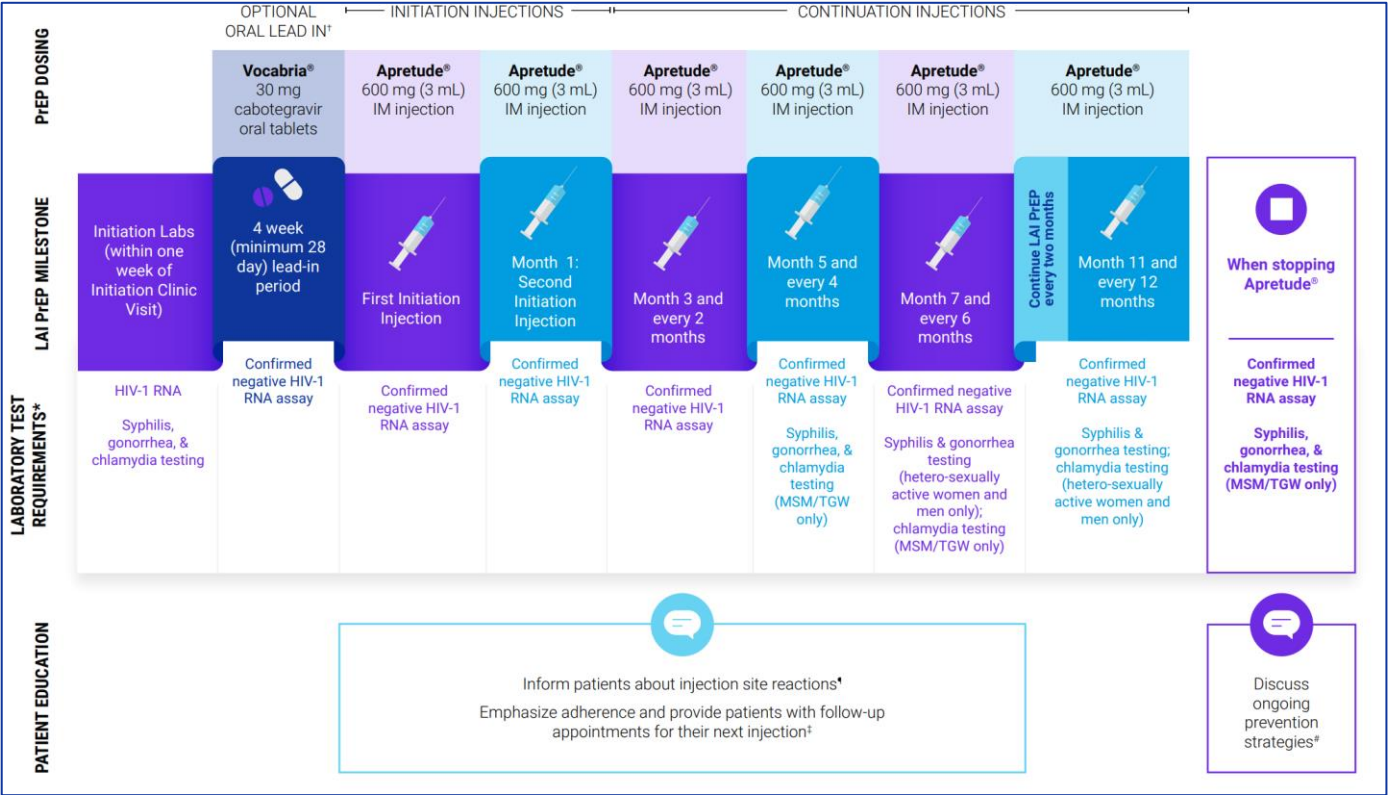 OPTIONAL
ORAL LEAD IN†
INITIATION INJECTIONS
CONTINUATION INJECTIONS
PrEP DOSING
Vocabria®
30 mg
cabotegravir
oral tablets
Apretude®
600 mg (3 mL)
IM injection
Apretude®
600 mg (3 mL)
IM injection
Apretude®
600 mg (3 mL)
IM injection
Apretude®
600 mg (3 mL)
IM injection
Apretude®
600 mg (3 mL)
IM injection
Apretude®
600 mg (3 mL)
IM injection
LAI PrEP MILESTONE
Initiation Labs
(within one
week of
Initiation Clinic
Visit)
4 week
(minimum 28
day) lead-in
period
First Initiation
Injection
Month 1:
Second
Initiation
Injection
Month 3 and
every 2
months
Month 5 and
every 4
months
Month 7 and
every 6
months
Continue LAI PrEP
every two months
Month 11 and
every 12
months
When stopping
Apretude®
LABORATORY TEST
REQUIREMENTS*
HIV-1 RNA
Syphilis,
gonorrhea, &
chlamydia testing
Confirmed
negative HIV-1
RNA assay
Confirmed
negative HIV-1
RNA assay
Confirmed
negative HIV-1
RNA assay
Confirmed
negative HIV-1
RNA assay
Confirmed
negative HIV-1
RNA assay
Syphilis,
gonorrhea, &
chlamydia
testing
(MSM/TGW
only)
Confirmed negative
HIV-1 RNA assay
Syphilis & gonorrhea
testing
(hetero-sexually
active women and
men only);
chlamydia testing
(MSM/TGW only)
Confirmed
negative HIV-1
RNA assay
Syphilis &
gonorrhea testing;
chlamydia testing
(hetero-sexually
active women and
men only)
Confirmed
negative HIV-1
RNA assay
Syphilis,
gonorrhea, &
chlamydia testing
(MSM/TGW only)
PATIENT EDUCATION
Inform patients about injection site reactions¶
Emphasize adherence and provide patients with follow-up
appointments for their next injection‡
Discuss
ongoing
prevention
strategies#